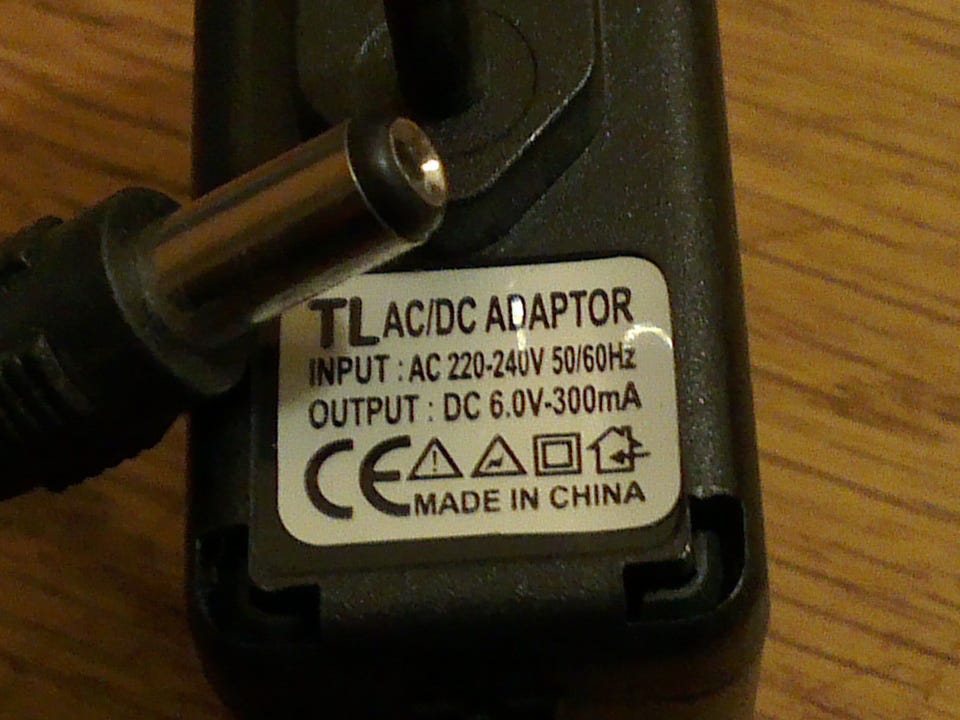 TL AC/DC ADAPTOR
INPUT : AC 220-240V 50/60Hz
OUTPUT : DC 6.0V-300mA
CE
MADE IN CHINA